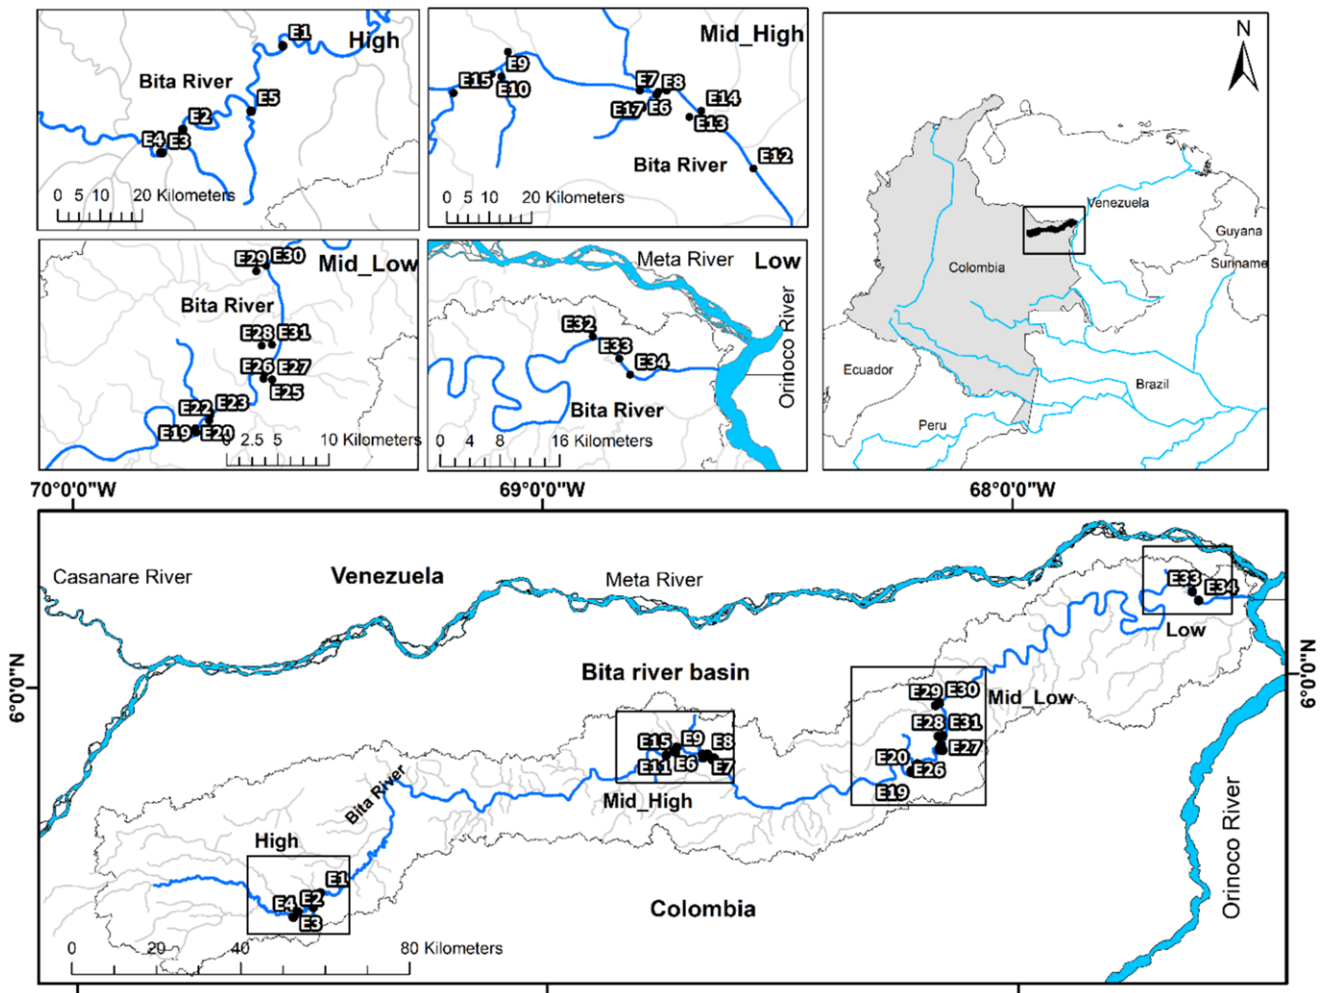 E1
High
Bita River
E5
E2
E4
E3
0 5 10 20 Kilometers
Mid_High
E9
E15
E10
E7
E8
E17
E6
E14
E13
E12
Bita River
0 5 10 20 Kilometers
N
Venezuela
Guyana
Suriname
Colombia
Ecuador
Brazil
Peru
E29
E30
Mid_Low
Bita River
E28
E31
E26
E27
E25
E22
E23
E19
E20
0 2.5 5 10 Kilometers
Meta River
Low
Orinoco River
E32
E33
E34
Bita River
0 4 8 16 Kilometers
70°0'0"W
69°0'0"W
68°0'0"W
Casanare River
Venezuela
Meta River
E33
E34
Low
6°0'0"N
6°0'0"N
Bita river basin
E29
E30
Mid_Low
E28
E31
E27
E20
E26
E19
E15
E9
E8
E11
E6
E7
Mid_High
Bita River
High
E1
E4
E2
E3
Colombia
Orinoco River
0 20 40 80 Kilometers